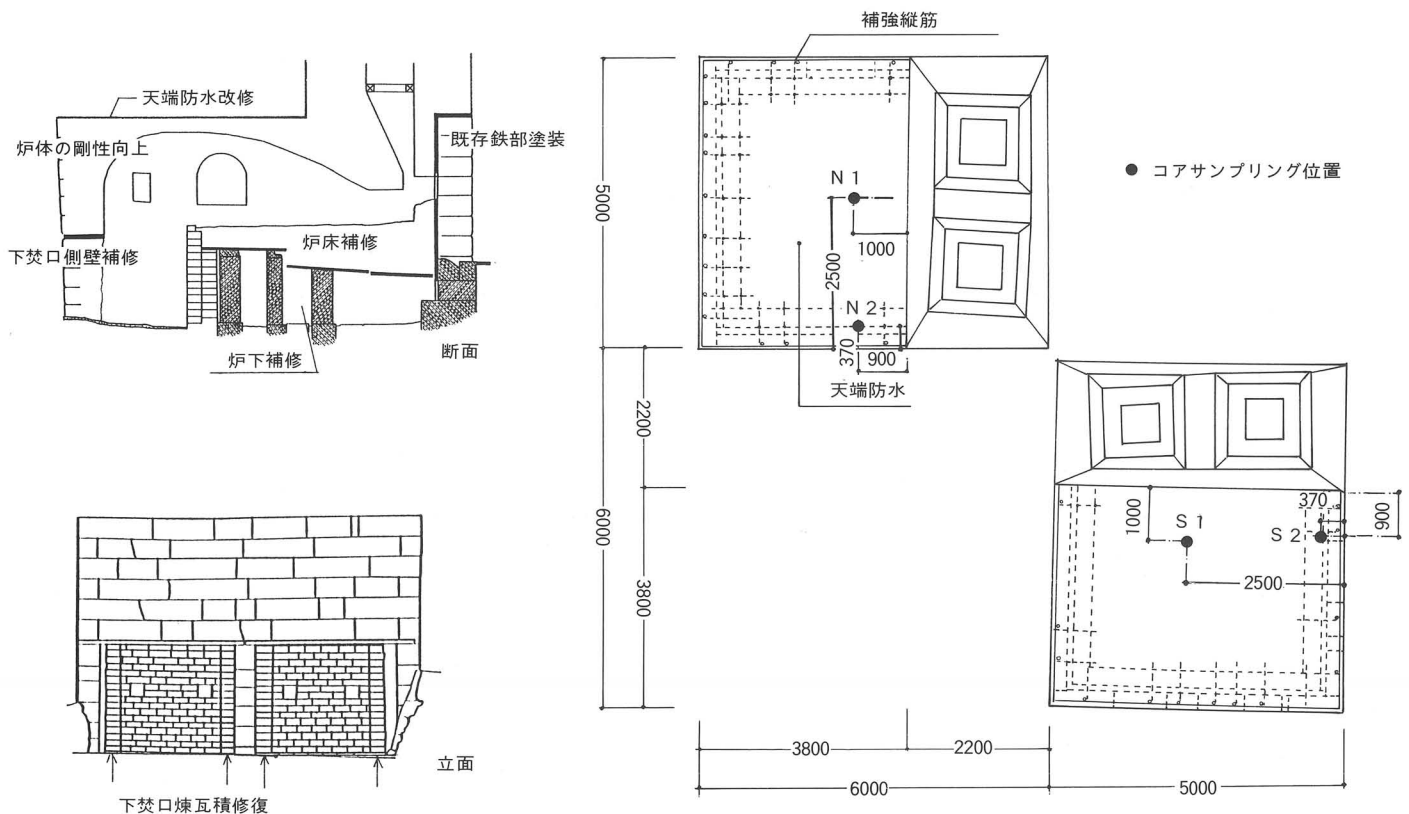 天端防水改修
炉体の剛性向上
既存鉄部塗装
下焚口側壁補修
炉床補修
炉下補修
断面
立面
下焚口煉瓦積修復
補強縦筋
5000
N1
1000
2500
N2
370
900
天端防水
2200
6000
3800
コアサンプリング位置
1000
S1
370
S2
900
2500
3800
2200
6000
5000